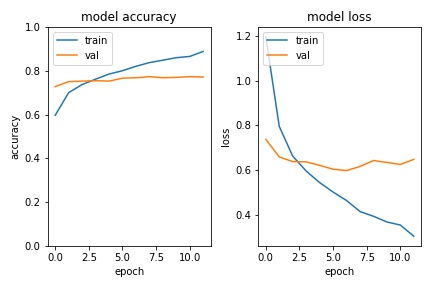 model accuracy
train
val
1.0
0.8
0.6
0.4
0.2
0.0
accuracy
0.0 2.5 5.0 7.5 10.0
epoch
model loss
train
val
1.2
1.0
0.8
0.6
0.4
loss
0.0 2.5 5.0 7.5 10.0
epoch